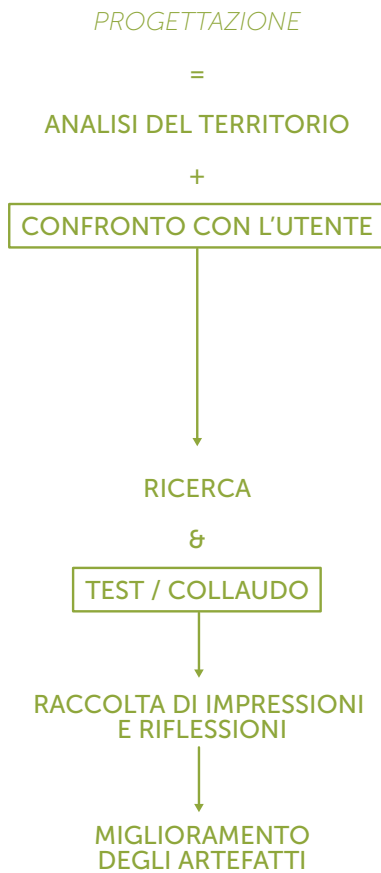 PROGETTAZIONE
=
ANALISI DEL TERRITORIO
+
CONFRONTO CON L'UTENTE
RICERCA
&
TEST / COLLAUDO
RACCOLTA DI IMPRESSIONI
E RIFLESSIONI
MIGLIORAMENTO
DEGLI ARTEFATTI